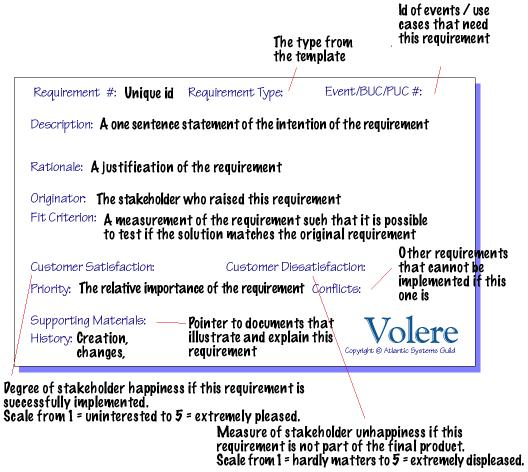 Id of events / use
cases that need
this requirement
The type from
the template
Requirement #: Unique id Requirement Type: Event/BUC/PUC #:
Description: A one sentence statement of the intention of the requirement
Rationale: A justification of the requirement
Originator: The stakeholder who raised this requirement
Fit Criterion: A measurement of the requirement such that it is possible
to test if the solution matches the original requirement
Other requirements
that cannot be
implemented if this
one is
Customer Satisfaction: Customer Dissatisfaction:
Priority: The relative importance of the requirement Conflicts:
Supporting Materials: Pointer to documents that
illustrate and explain this
requirement
History: Creation,
changes,
Volere
Copyright © Atlantic Systems Guild
Degree of stakeholder happiness if this requirement is
successfully implemented.
Scale from 1 = uninterested to 5 = extremely pleased.
Measure of stakeholder unhappiness if this
requirement is not part of the final product.
Scale from 1 = hardly matters to 5 = extremely displeased.